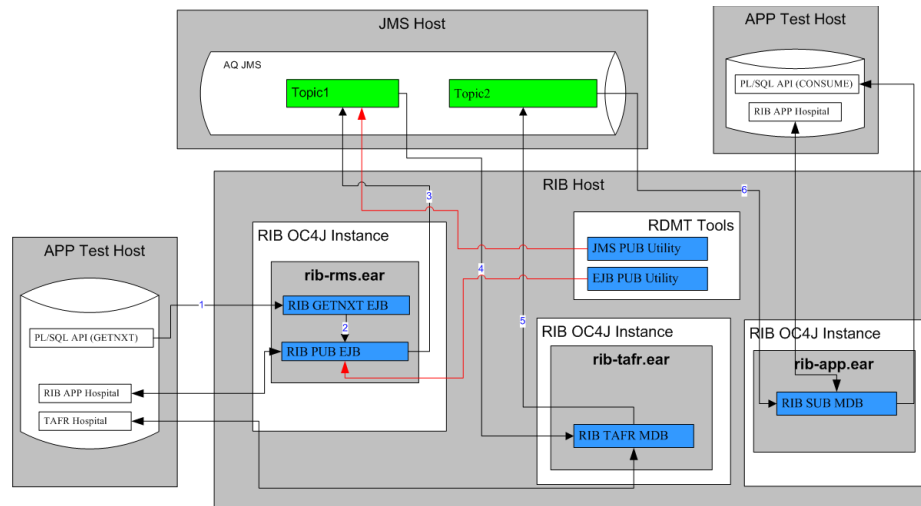 JMS Host
AQ JMS
Topic1
Topic2
APP Test Host
PL/SQL API (CONSUME)
RIB APP Hospital
RIB Host
3
6
RDMT Tools
JMS PUB Utility
EJB PUB Utility
RIB OC4J Instance
rib-rms.ear
RIB GETNXT EJB
2
RIB PUB EJB
APP Test Host
PL/SQL API (GETNXT)
RIB APP Hospital
TAFR Hospital
1
4
5
RIB OC4J Instance
rib-tafr.ear
RIB TAFR MDB
RIB OC4J Instance
rib-app.ear
RIB SUB MDB